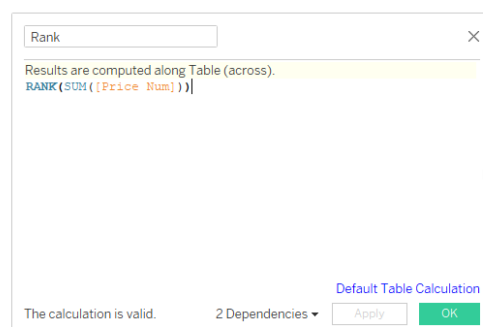 Rank
Results are computed along Table (across).
RANK(SUM([Price Num]))
Default Table Calculation
The calculation is valid. 2 Dependencies Apply OK